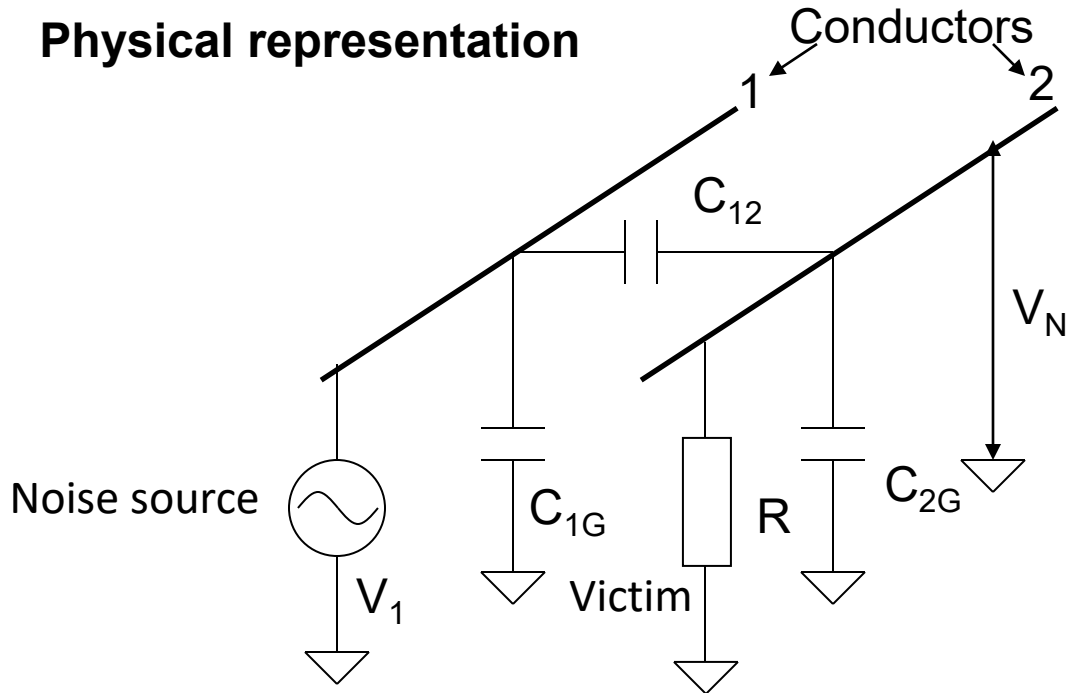 Physical representation
Conductors
1
2
C12
VN
Noise source
C1G
R
C2G
V1
Victim